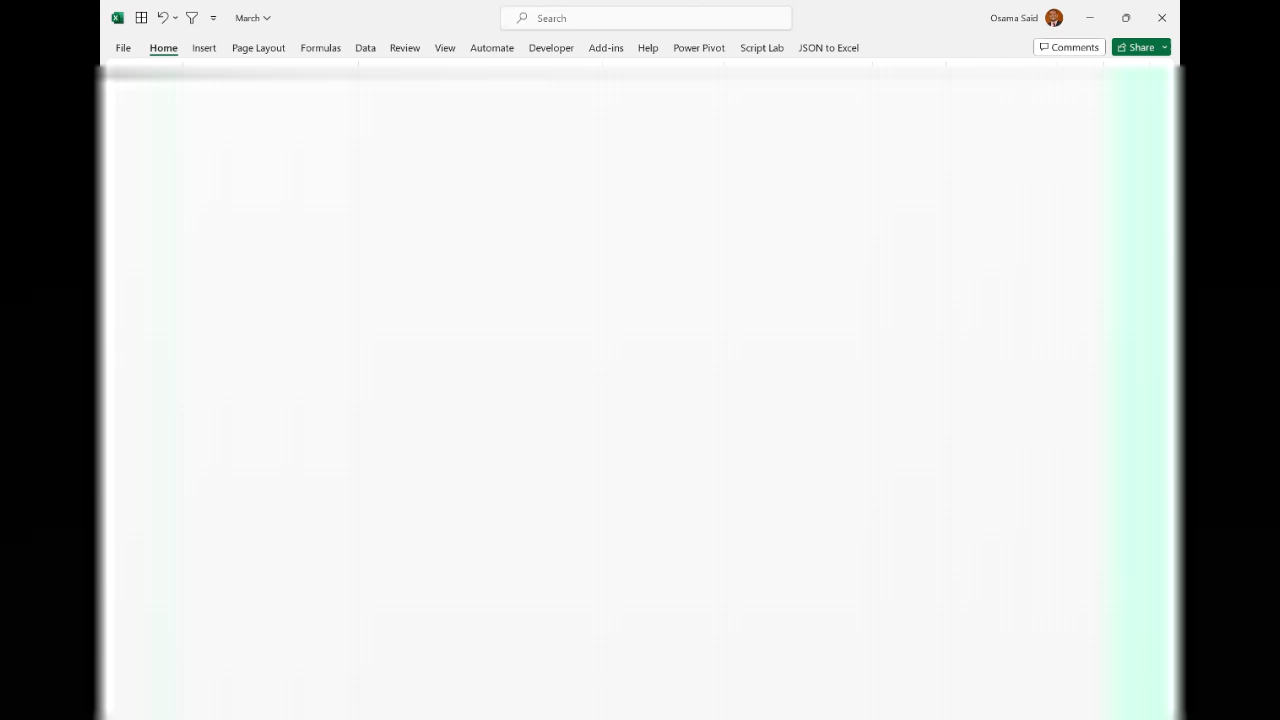 March
Search
Osama Said
File Home Insert Page Layout Formulas Data Review View Automate Developer Add-ins Help Power Pivot Script Lab JSON to Excel Comments Share